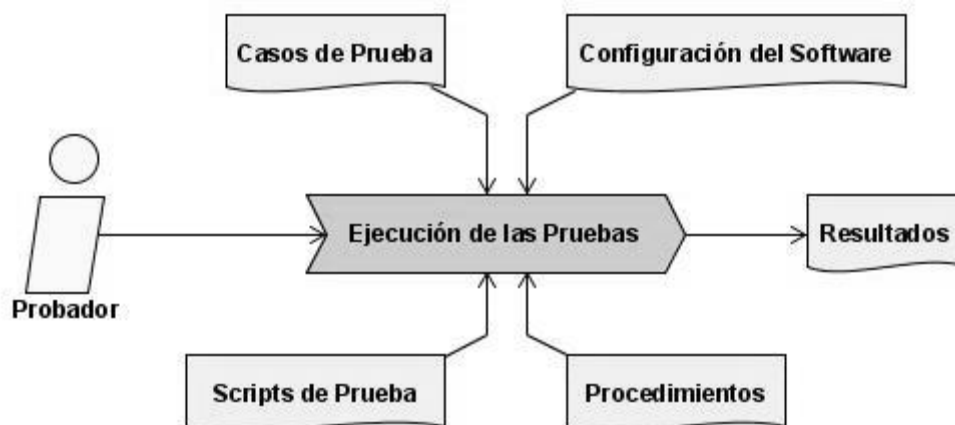 Casos de Prueba
Configuración del Software
Ejecución de las Pruebas
Resultados
Probador
Scripts de Prueba
Procedimientos